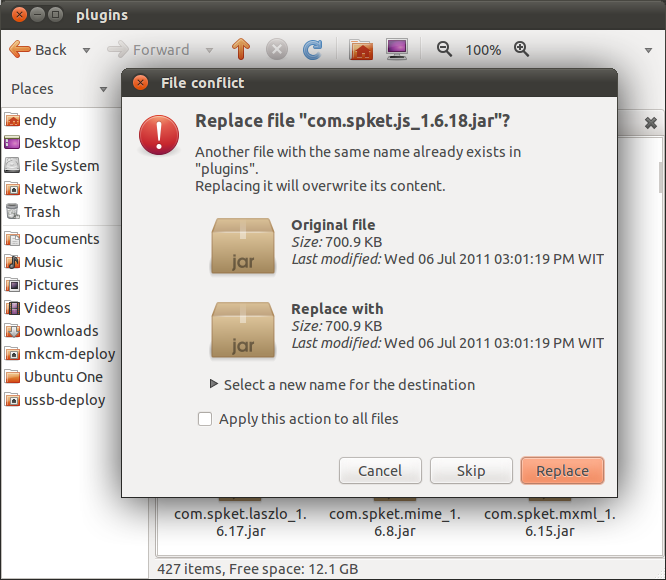 plugins
Back
Forward
100%
Places
endy
Desktop
File System
Network
Trash
Documents
Music
Pictures
Videos
Downloads
mkcm-deploy
Ubuntu One
ussb-deploy
File conflict
Replace file "com.spket.js_1.6.18.jar"?
Another file with the same name already exists in
"plugins".
Replacing it will overwrite its content.
jar
Original file
Size: 700.9 KB
Last modified: Wed 06 Jul 2011 03:01:19 PM WIT
jar
Replace with
Size: 700.9 KB
Last modified: Wed 06 Jul 2011 03:01:19 PM WIT
Select a new name for the destination
Apply this action to all files
Cancel
Skip
Replace
com.spket.laszlo_1.
6.17.jar
com.spket.mime_1.
6.8.jar
com.spket.mxml_1.
6.15.jar
427 items, Free space: 12.1 GB